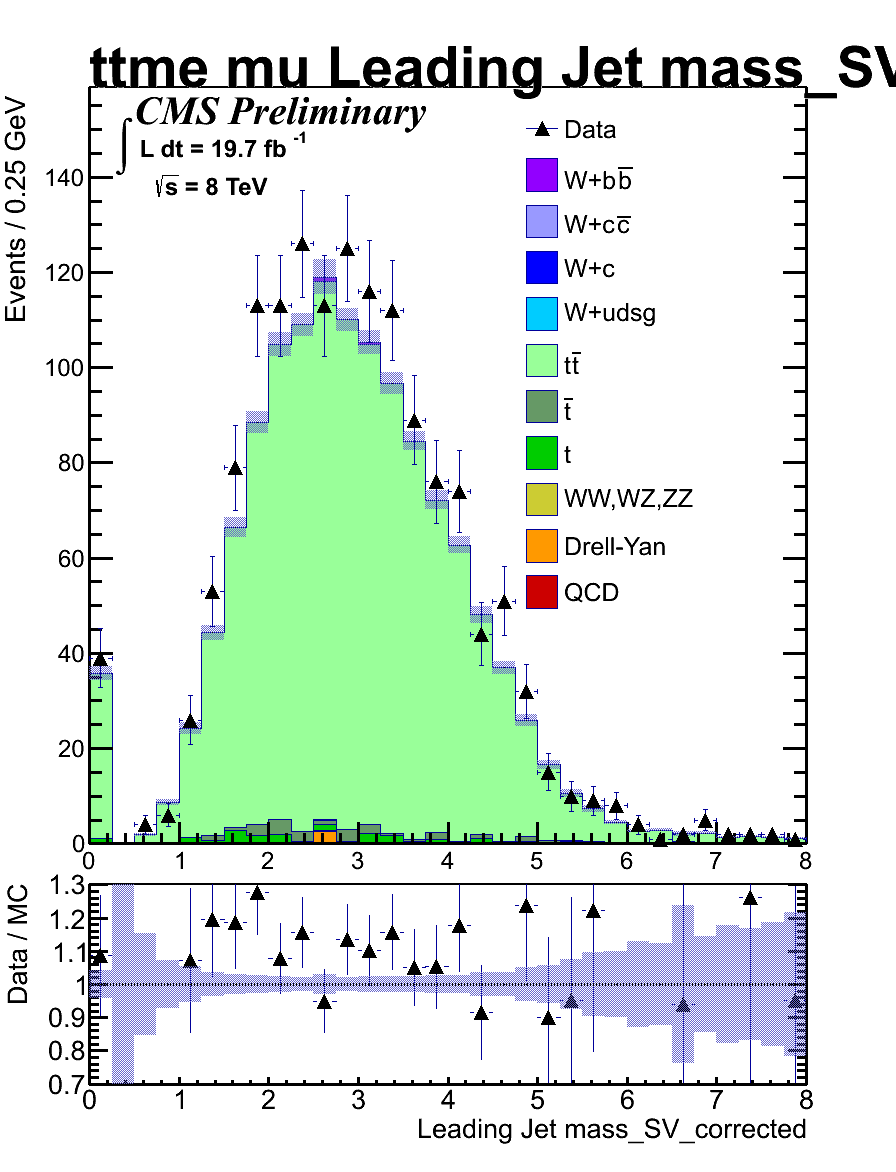 ttme mu Leading Jet mass_SV
CMS Preliminary
∫ L dt = 19.7 fb -1
√s = 8 TeV
Events / 0.25 GeV
Data
W+bb̅
W+cc̅
W+c
W+udsg
tt̅
t̅
t
WW,WZ,ZZ
Drell-Yan
QCD
140
120
100
80
60
40
20
0
0 1 2 3 4 5 6 7 8
Data / MC
1.3
1.2
1.1
1
0.9
0.8
0.7
0 1 2 3 4 5 6 7 8
Leading Jet mass_SV_corrected